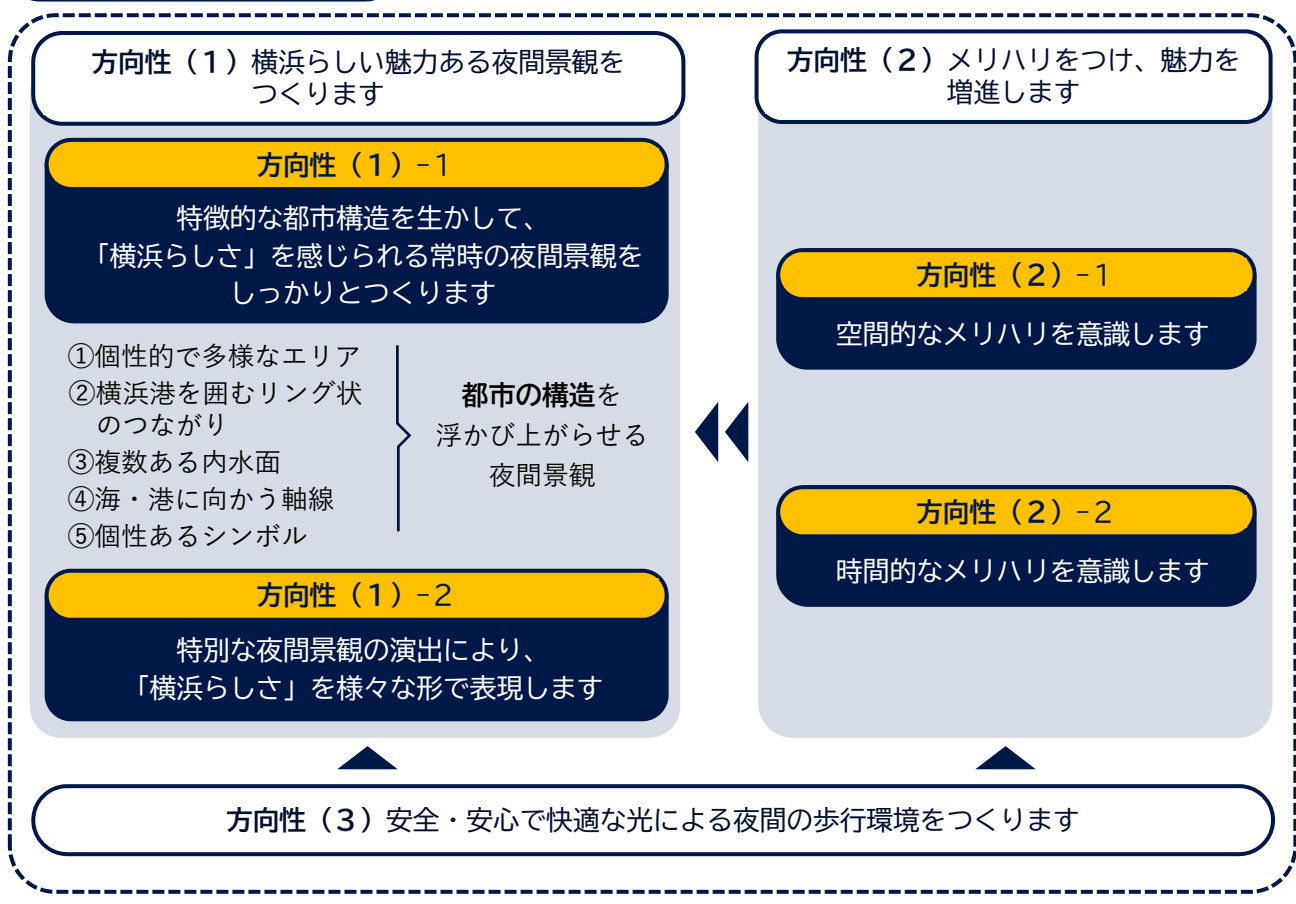 方向性（１）横浜らしい魅力ある夜間景観を
つくります
方向性（１）-１
特徴的な都市構造を生かして、
「横浜らしさ」を感じられる常時の夜間景観を
しっかりとつくります
①個性的で多様なエリア
②横浜港を囲むリング状
のつながり
③複数ある内水面
④海・港に向かう軸線
⑤個性あるシンボル
都市の構造を
浮かび上がらせる
夜間景観
方向性（１）-２
特別な夜間景観の演出により、
「横浜らしさ」を様々な形で表現します
方向性（２）メリハリをつけ、魅力を
増進します
方向性（２）-１
空間的なメリハリを意識します
方向性（２）-２
時間的なメリハリを意識します
方向性（３）安全・安心で快適な光による夜間の歩行環境をつくります